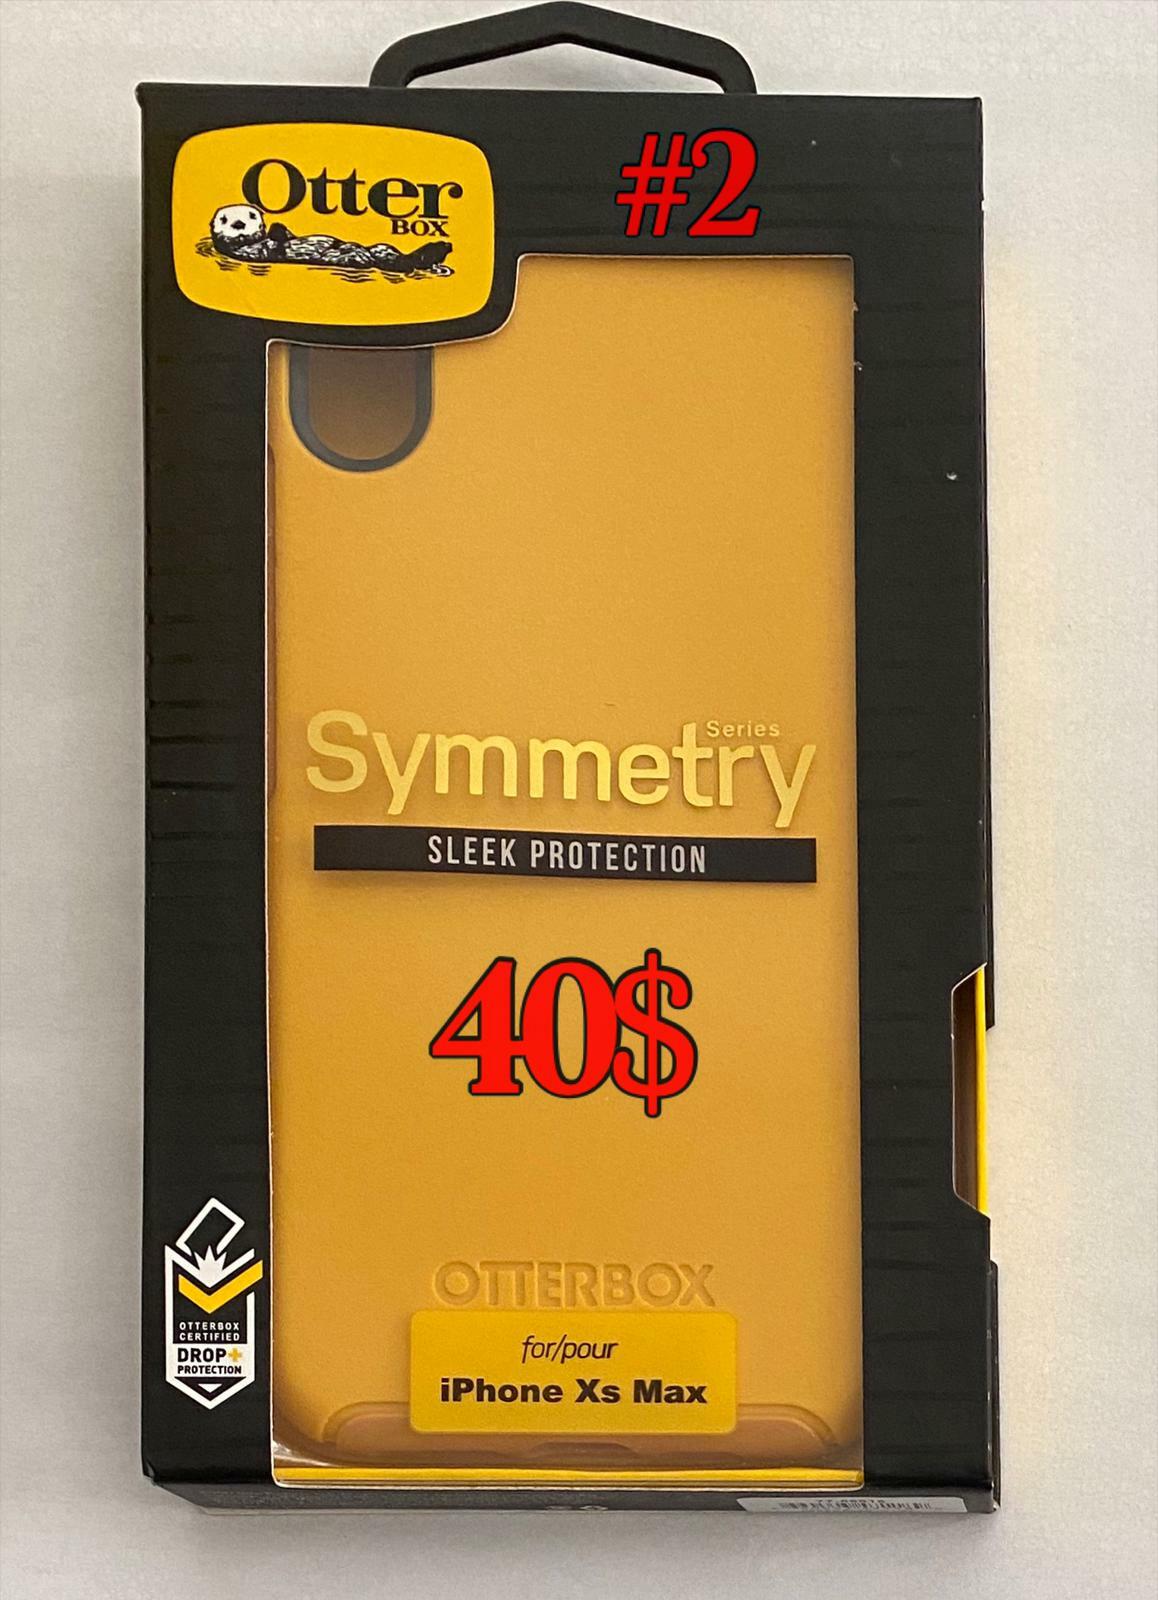 Otter
BOX
#2
Series
Symmetry
SLEEK PROTECTION
40$
OTTERBOX
for/pour
iPhone Xs Max
OTTERBOX
CERTIFIED
DROP+
PROTECTION